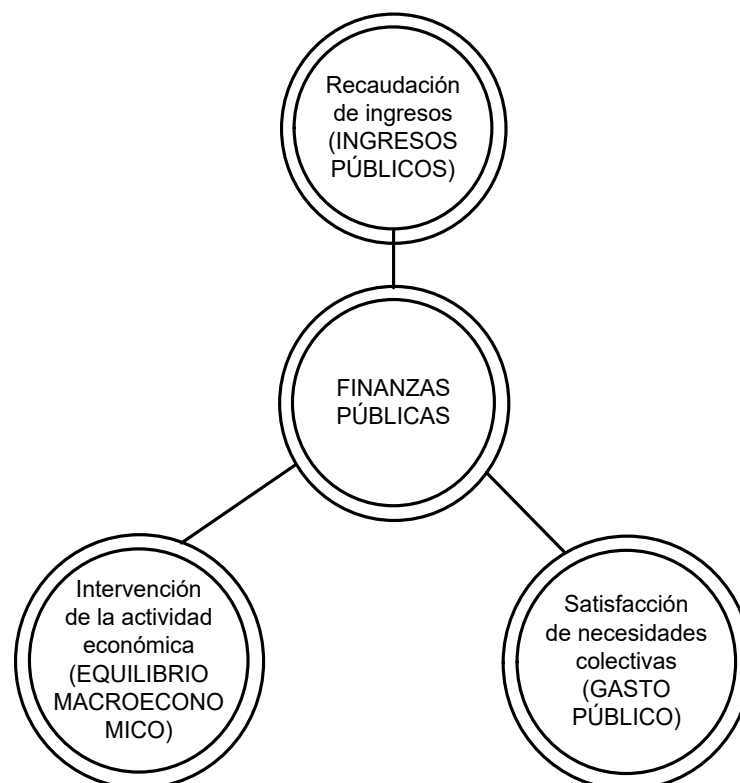 Recaudación
de ingresos
(INGRESOS
PÚBLICOS)
FINANZAS
PÚBLICAS
Intervención
de la actividad
económica
(EQUILIBRIO
MACROECONO
MICO)
Satisfacción
de necesidades
colectivas
(GASTO
PÚBLICO)